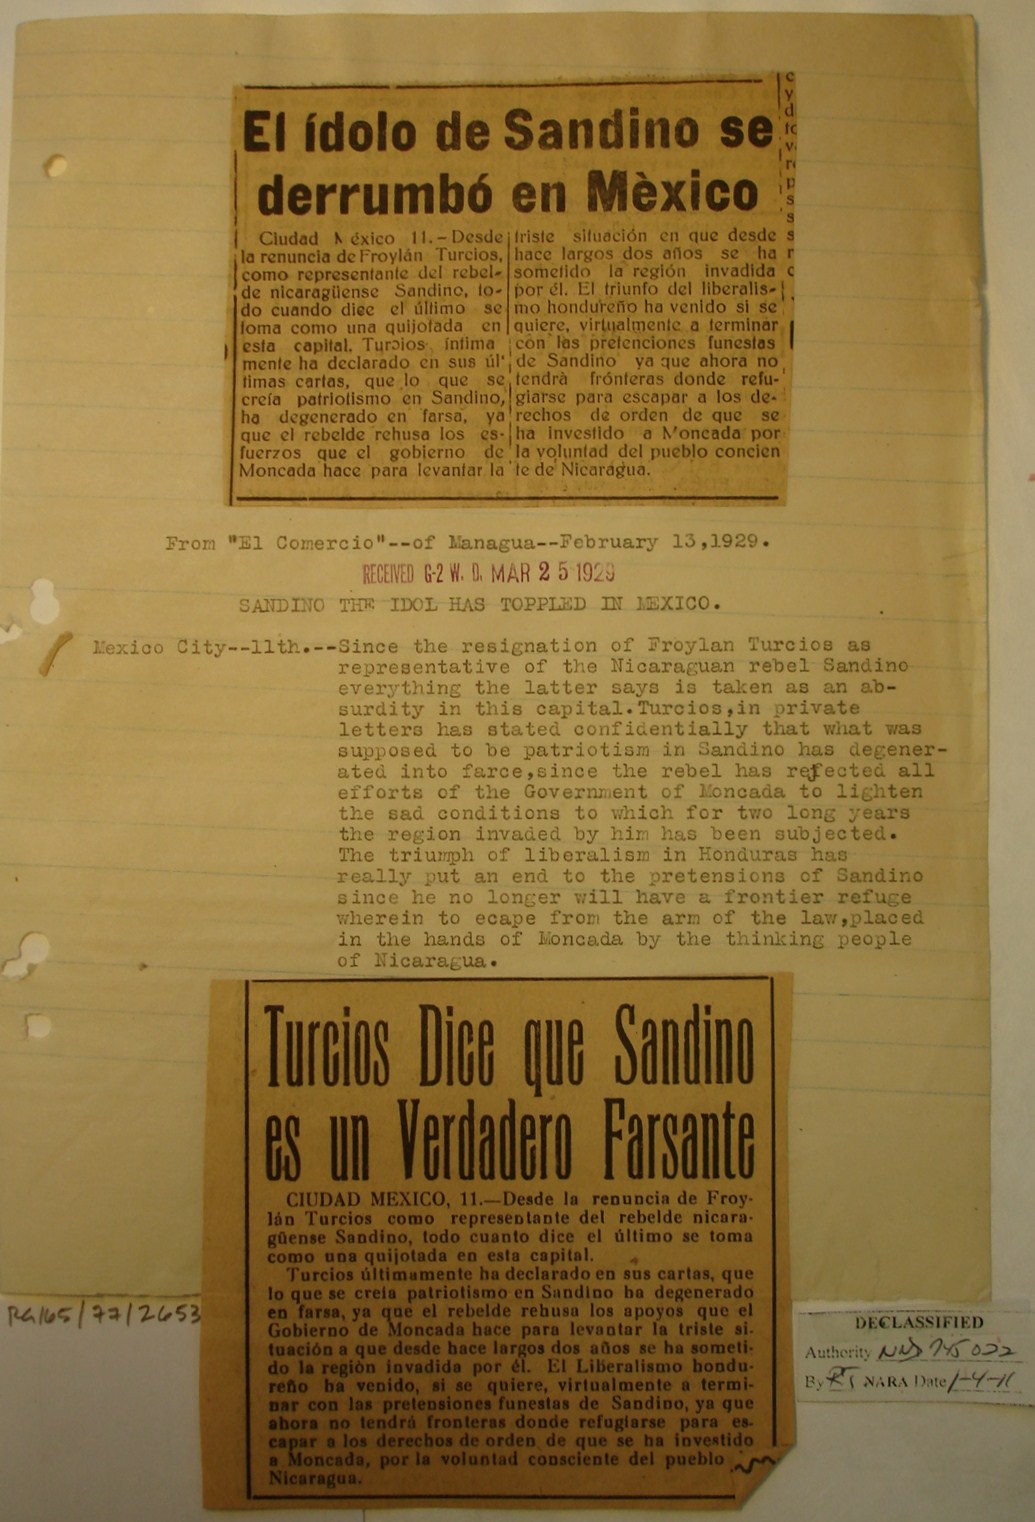 El ídolo de Sandino se
derrumbó en Mèxico
Ciudad México 11.-Desde
la renuncia de Froylán Turcios,
como representante del rebel-
de nicaragüense Sandino, to-
do cuando dice el último se
toma como una quijotada en
esta capital. Turcios íntima
mente ha declarado en sus úl'
timas cartas, que lo que se
creía patriotismo en Sandino,
ha degenerado en farsa, ya
que el rebelde rehusa los es-
fuerzos que el gobierno de
Moncada hace para levantar la
triste situación en que desde
hace largos dos años se ha
sometido la región invadida
por él. El triunfo del liberalis-
mo hondureño ha venido si se
quiere, virtualmente a terminar
con las pretenciones funestas
de Sandino ya que ahora no
tendrà frónteras donde refu-
giarse para escapar a los de-
rechos de orden de que se
ha investido a Moncada por
la voluntad del pueblo concien
te de Nicaragua.
From "El Comercio"--of Managua--February 13,1929.
RECEIVED G-2 W. D. MAR 25 1929
SANDINO THE IDOL HAS TOPPLED IN MEXICO.
Mexico City--11th.--Since the resignation of Froylan Turcios as
representative of the Nicaraguan rebel Sandino
everything the latter says is taken as an ab-
surdity in this capital.Turcios,in private
letters has stated confidentially that what was
supposed to be patriotism in Sandino has degener-
ated into farce,since the rebel has rejected all
efforts of the Government of Moncada to lighten
the sad conditions to which for two long years
the region invaded by him has been subjected.
The triumph of liberalism in Honduras has
really put an end to the pretensions of Sandino
since he no longer will have a frontier refuge
wherein to ecape from the arm of the law,placed
in the hands of Moncada by the thinking people
of Nicaragua.
Turcios Dice que Sandino
es un Verdadero Farsante
CIUDAD MEXICO, 11.—Desde la renuncia de Froy-
lán Turcios como representante del rebelde nicara-
güense Sandino, todo cuanto dice el último se toma
como una quijotada en esta capital.
Turcios últimamente ha declarado en sus cartas, que
lo que se creía patriotismo en Sandino ha degenerado
en farsa, ya que el rebelde rehusa los apoyos que el
Gobierno de Moncada hace para levantar la triste si-
tuación a que desde hace largos dos años se ha someti-
do la región invadida por él. El Liberalismo hondu-
reño ha venido, si se quiere, virtualmente a termi-
nar con las pretensiones funestas de Sandino, ya que
ahora no tendrá fronteras donde refugiarse para es-
capar a los derechos de orden de que se ha investido
a Moncada, por la voluntad consciente del pueblo
Nicaragua.
RG165/77/2653
DECLASSIFIED
Authority NND 745022
By RT NARA Date 1-4-11